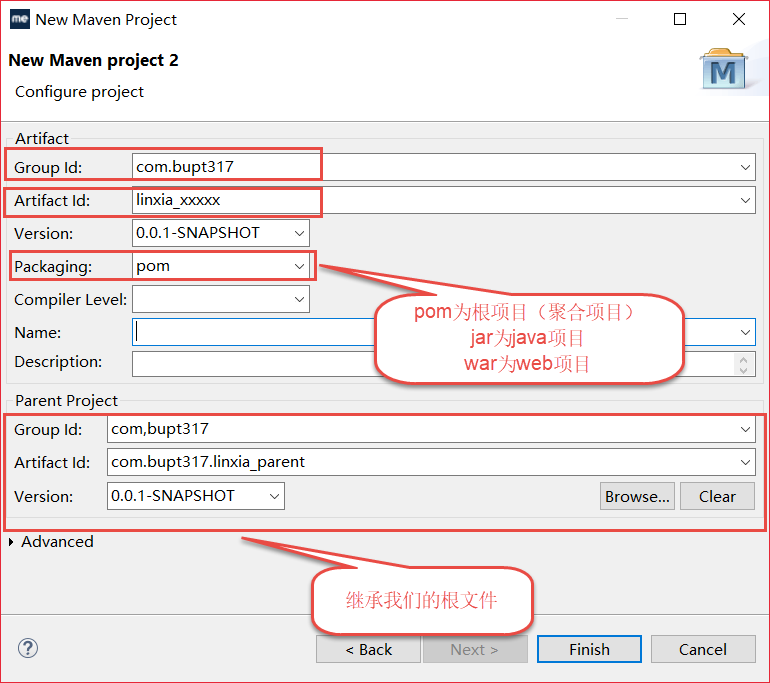 me New Maven Project
New Maven project 2
Configure project
M
Artifact
Group Id: com.bupt317
Artifact Id: linxia_xxxxx
Version: 0.0.1-SNAPSHOT
Packaging: pom
Compiler Level:
Name:
Description:
pom为根项目（聚合项目）
jar为java项目
war为web项目
Parent Project
Group Id: com,bupt317
Artifact Id: com.bupt317.linxia_parent
Version: 0.0.1-SNAPSHOT Browse... Clear
Advanced
继承我们的根文件
? < Back Next > Finish Cancel